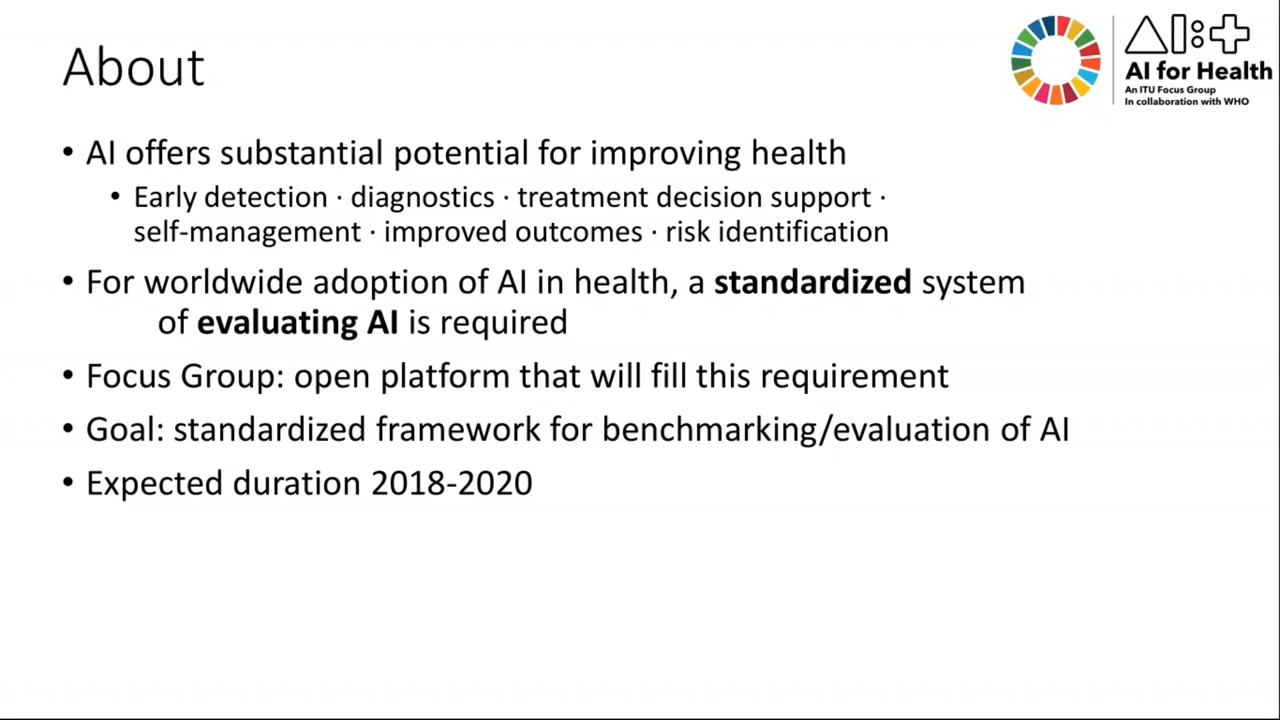 About
AI for Health
An ITU Focus Group
In collaboration with WHO
• AI offers substantial potential for improving health
• Early detection · diagnostics · treatment decision support ·
self-management · improved outcomes · risk identification
• For worldwide adoption of AI in health, a standardized system
of evaluating AI is required
• Focus Group: open platform that will fill this requirement
• Goal: standardized framework for benchmarking/evaluation of AI
• Expected duration 2018-2020